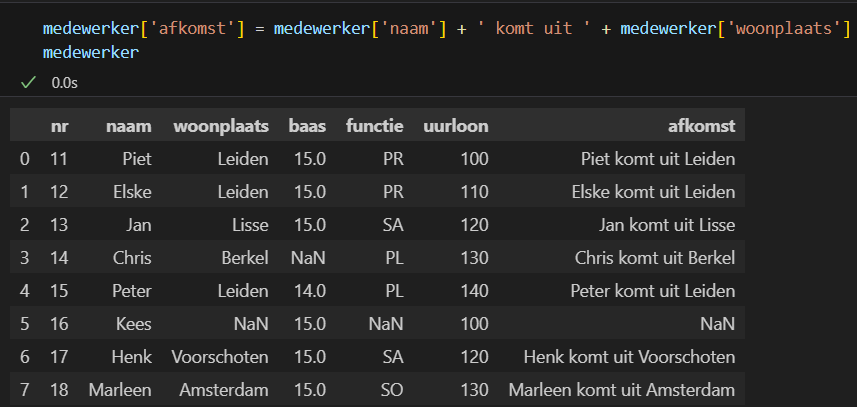 medewerker['afkomst'] = medewerker['naam'] + ' komt uit ' + medewerker['woonplaats']
medewerker
0.0s
nr naam woonplaats baas functie uurloon afkomst
0 11 Piet Leiden 15.0 PR 100 Piet komt uit Leiden
1 12 Elske Leiden 15.0 PR 110 Elske komt uit Leiden
2 13 Jan Lisse 15.0 SA 120 Jan komt uit Lisse
3 14 Chris Berkel NaN PL 130 Chris komt uit Berkel
4 15 Peter Leiden 14.0 PL 140 Peter komt uit Leiden
5 16 Kees NaN 15.0 NaN 100 NaN
6 17 Henk Voorschoten 15.0 SA 120 Henk komt uit Voorschoten
7 18 Marleen Amsterdam 15.0 SO 130 Marleen komt uit Amsterdam